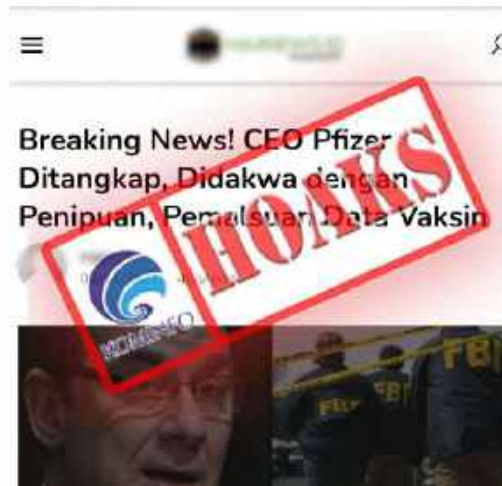 Breaking News! CEO Pfizer
Ditangkap, Didakwa dengan
Penipuan, Pemalsuan Data Vaksin
HOAKS
KOMINFO
FBI
FBI